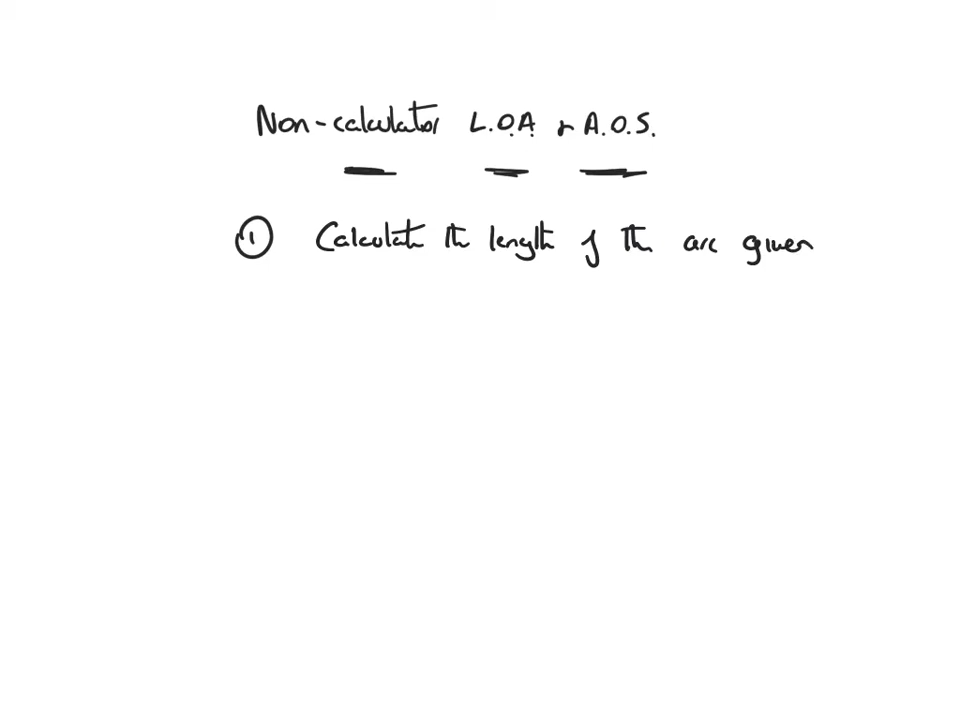 Non-calculator L.O.A. & A.O.S.
① Calculate the length of the arc given